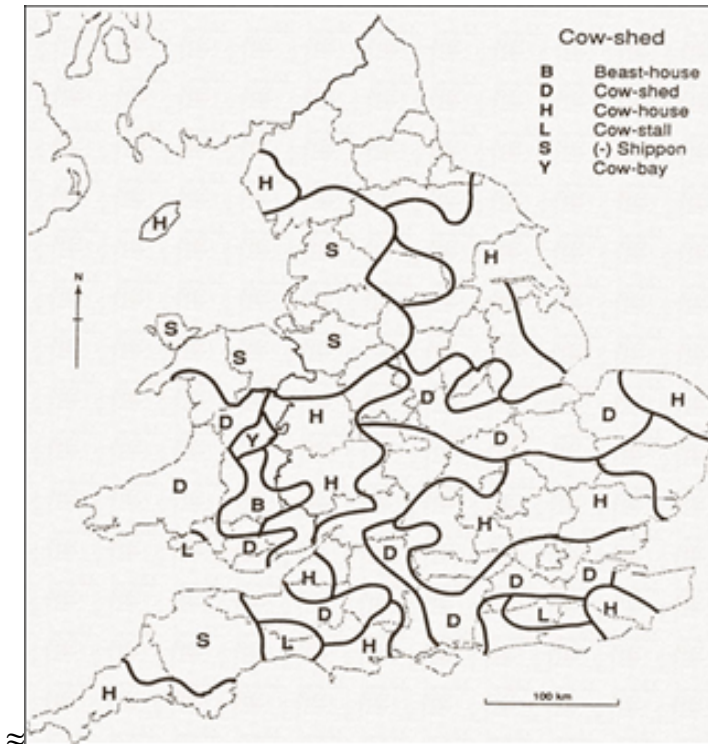 Cow-shed
B Beast-house
D Cow-shed
H Cow-house
L Cow-stall
S (-) Shippon
Y Cow-bay
H
H
S
H
N
S
S
S
D
H
D
D
H
Y
D
H
D
B
H
H
L
D
D
H
D
D
D
H
S
L
H
D
L
H
100 km
≈